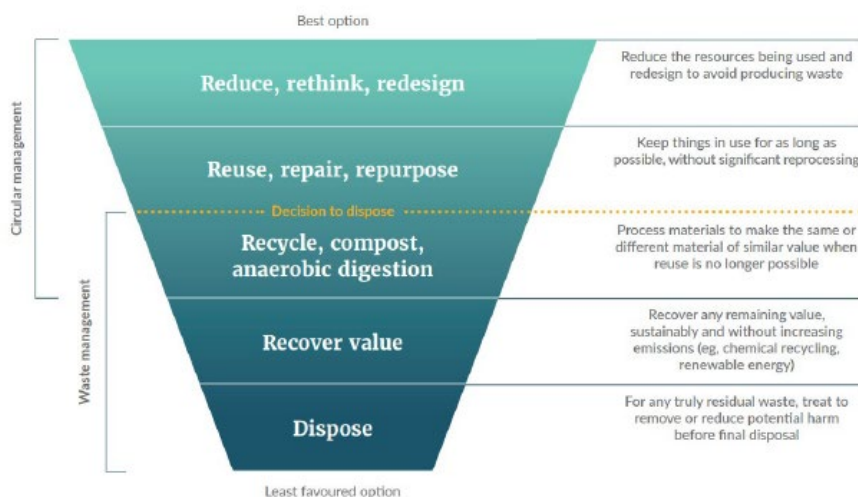 Best option
Circular management
Reduce, rethink, redesign
Reduce the resources being used and
redesign to avoid producing waste
Reuse, repair, repurpose
Keep things in use for as long as
possible, without significant reprocessing
Decision to dispose
Waste management
Recycle, compost,
anaerobic digestion
Process materials to make the same or
different material of similar value when
reuse is no longer possible
Recover value
Recover any remaining value,
sustainably and without increasing
emissions (eg, chemical recycling,
renewable energy)
Dispose
For any truly residual waste, treat to
remove or reduce potential harm
before final disposal
Least favoured option